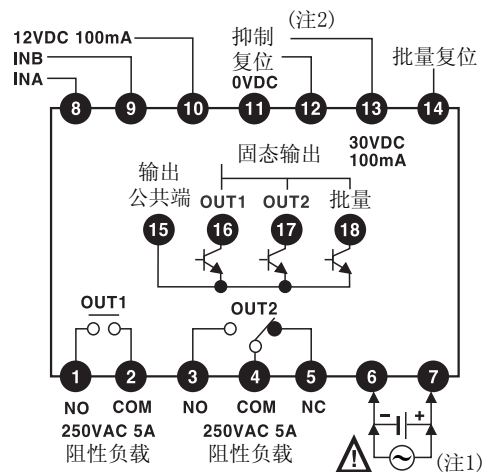 (注2)
12VDC 100mA
抑制
INB
复位
批量复位
INA
0VDC
8 9 10 11 12 13 14
30VDC
100mA
固态输出
输出
公共端
OUT1 OUT2 批量
15 16 17 18
OUT1 OUT2
1 2 3 4 5 6 7
NO COM NO COM NC
- +
250VAC 5A 250VAC 5A
阻性负载 阻性负载
(注1)